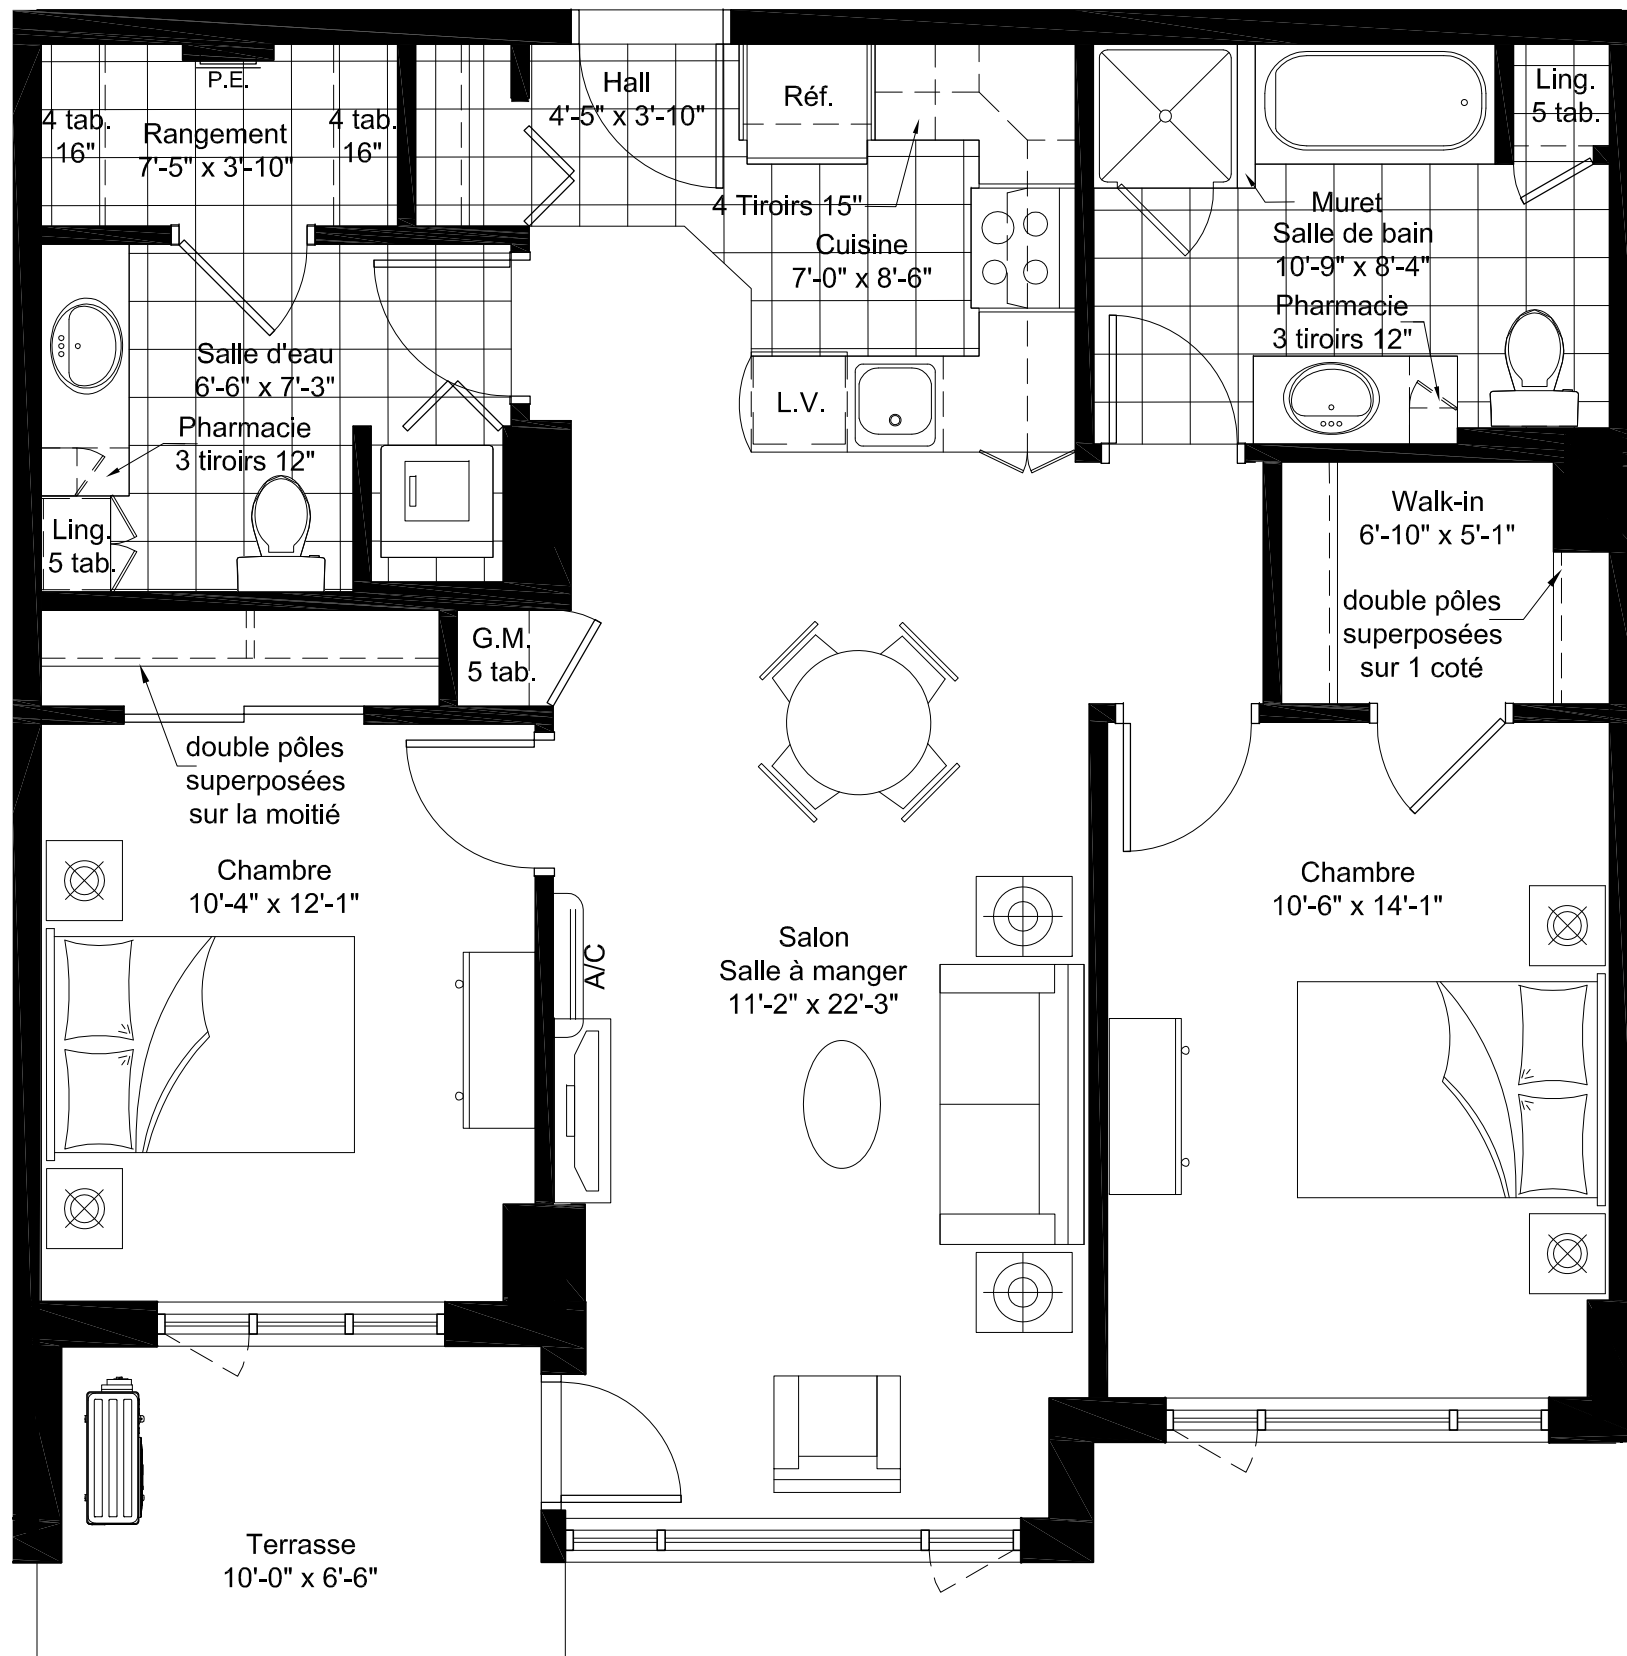 P.E.
4 tab.
16"
Rangement
7'-5" x 3'-10"
4 tab.
16"
Hall
4'-5" x 3'-10"
Réf.
4 Tiroirs 15"
Cuisine
7'-0" x 8'-6"
L.V.
Ling.
5 tab.
Muret
Salle de bain
10'-9" x 8'-4"
Pharmacie
3 tiroirs 12"
Salle d'eau
6'-6" x 7'-3"
Pharmacie
3 tiroirs 12"
Ling.
5 tab.
Walk-in
6'-10" x 5'-1"
double pôles
superposées
sur 1 coté
G.M.
5 tab.
double pôles
superposées
sur la moitié
Chambre
10'-4" x 12'-1"
A/C
Salon
Salle à manger
11'-2" x 22'-3"
Chambre
10'-6" x 14'-1"
Terrasse
10'-0" x 6'-6"